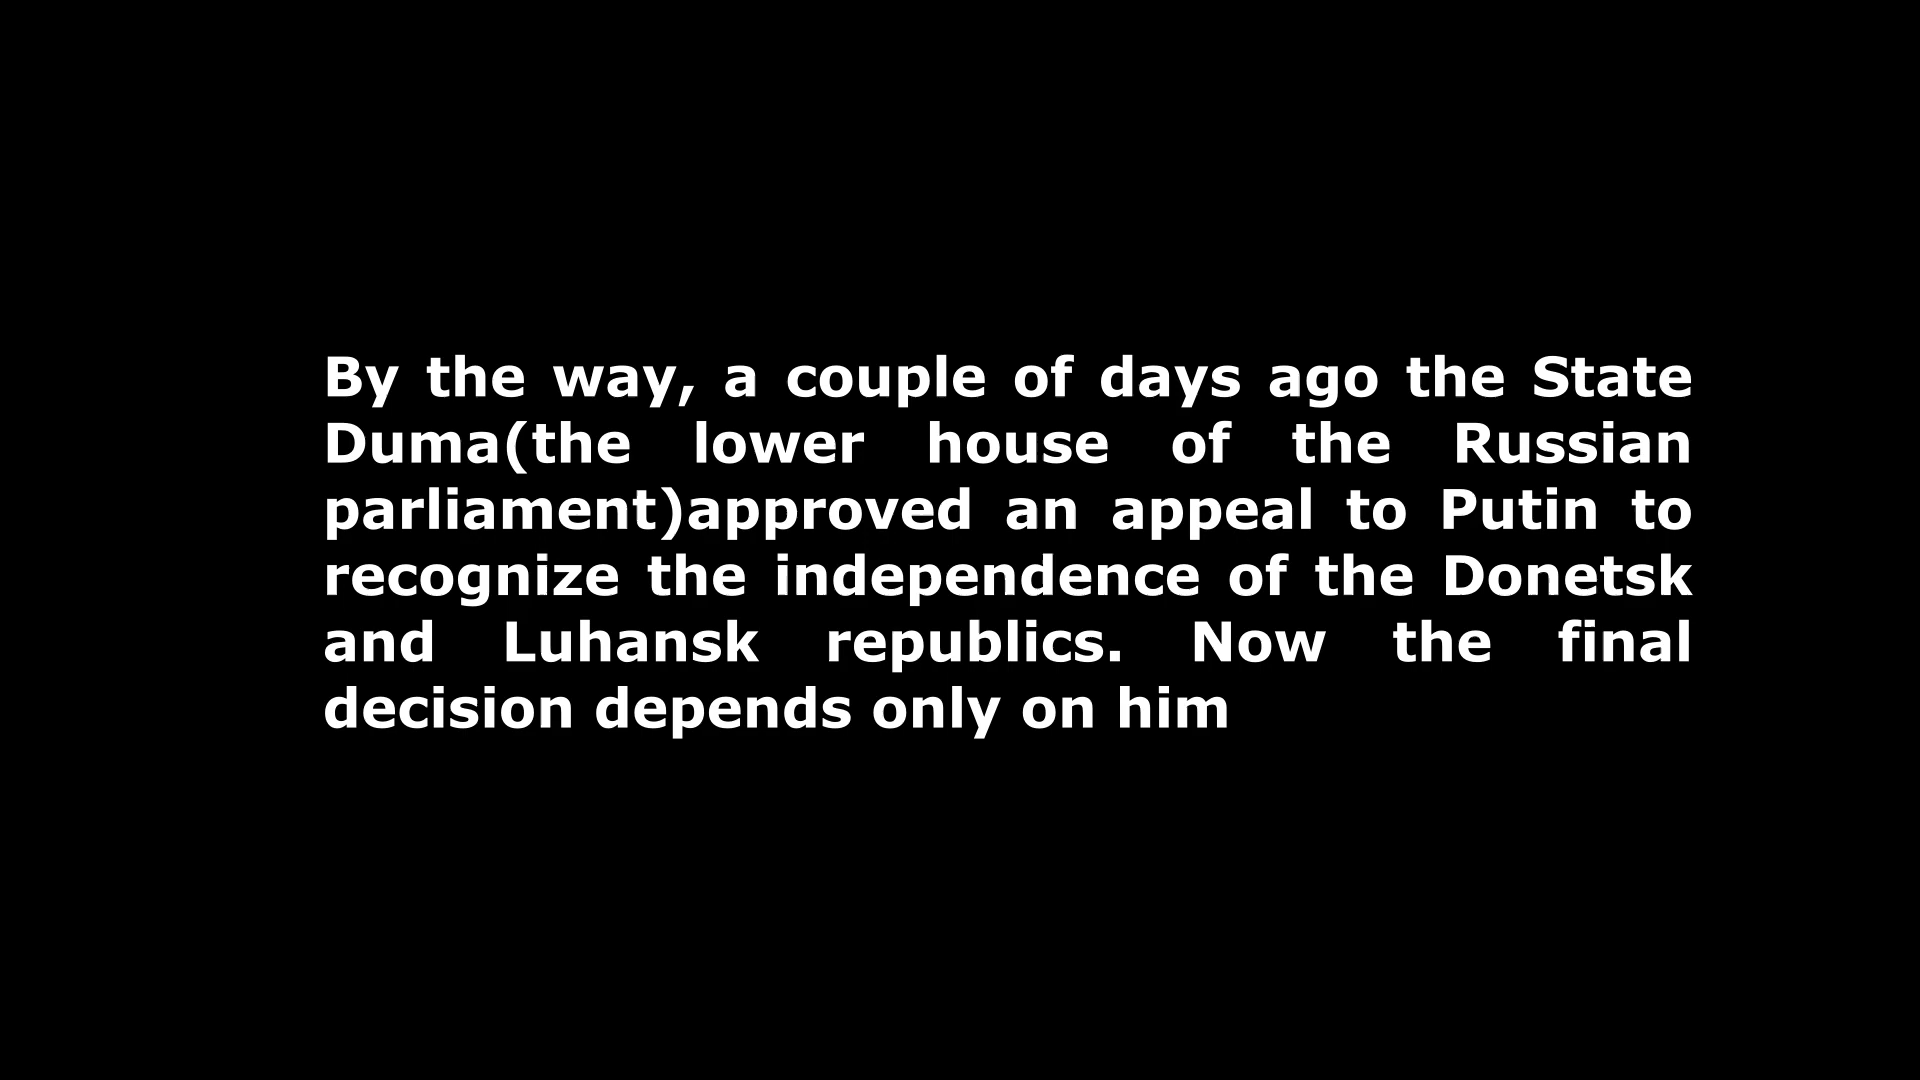 By the way, a couple of days ago the State
Duma(the lower house of the Russian
parliament)approved an appeal to Putin to
recognize the independence of the Donetsk
and Luhansk republics. Now the final
decision depends only on him